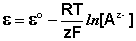 ε = ε° - RT/zF ln[A^z-]